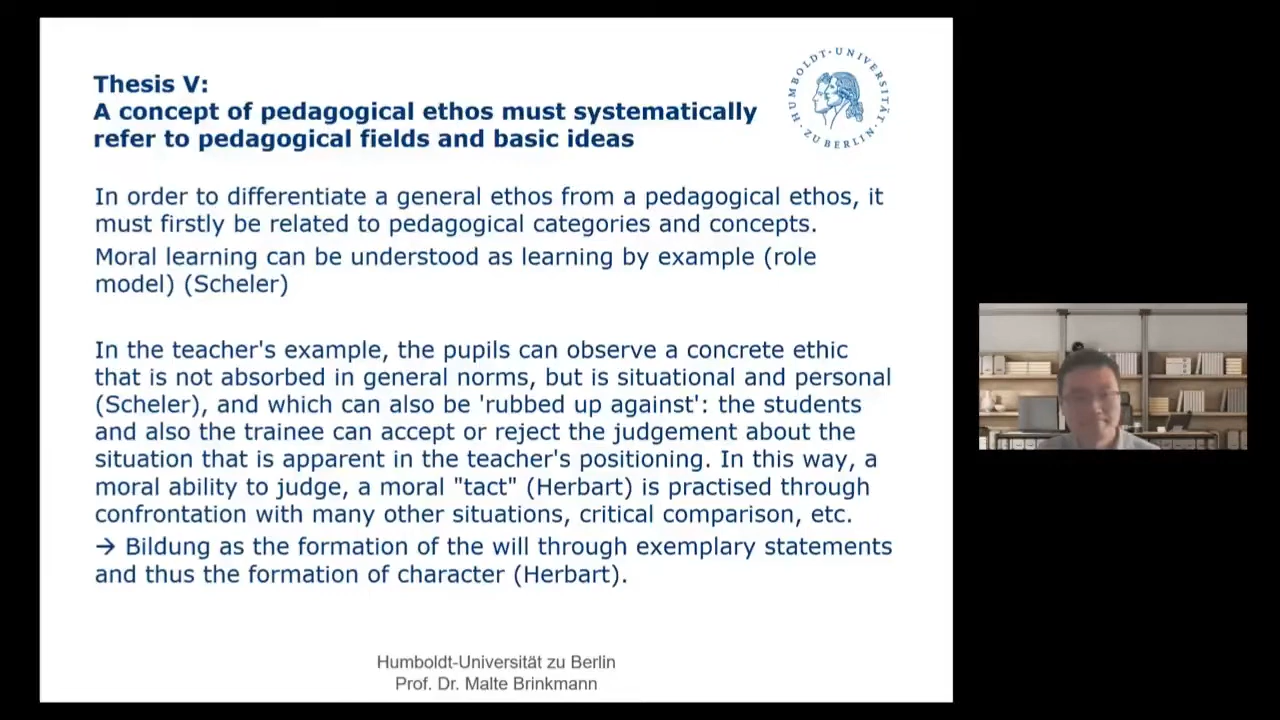 Thesis V:
A concept of pedagogical ethos must systematically
refer to pedagogical fields and basic ideas
HUMBOLDT-UNIVERSITÄT
ZU BERLIN
In order to differentiate a general ethos from a pedagogical ethos, it
must firstly be related to pedagogical categories and concepts.
Moral learning can be understood as learning by example (role
model) (Scheler)
In the teacher's example, the pupils can observe a concrete ethic
that is not absorbed in general norms, but is situational and personal
(Scheler), and which can also be 'rubbed up against': the students
and also the trainee can accept or reject the judgement about the
situation that is apparent in the teacher's positioning. In this way, a
moral ability to judge, a moral "tact" (Herbart) is practised through
confrontation with many other situations, critical comparison, etc.
→ Bildung as the formation of the will through exemplary statements
and thus the formation of character (Herbart).
Humboldt-Universität zu Berlin
Prof. Dr. Malte Brinkmann